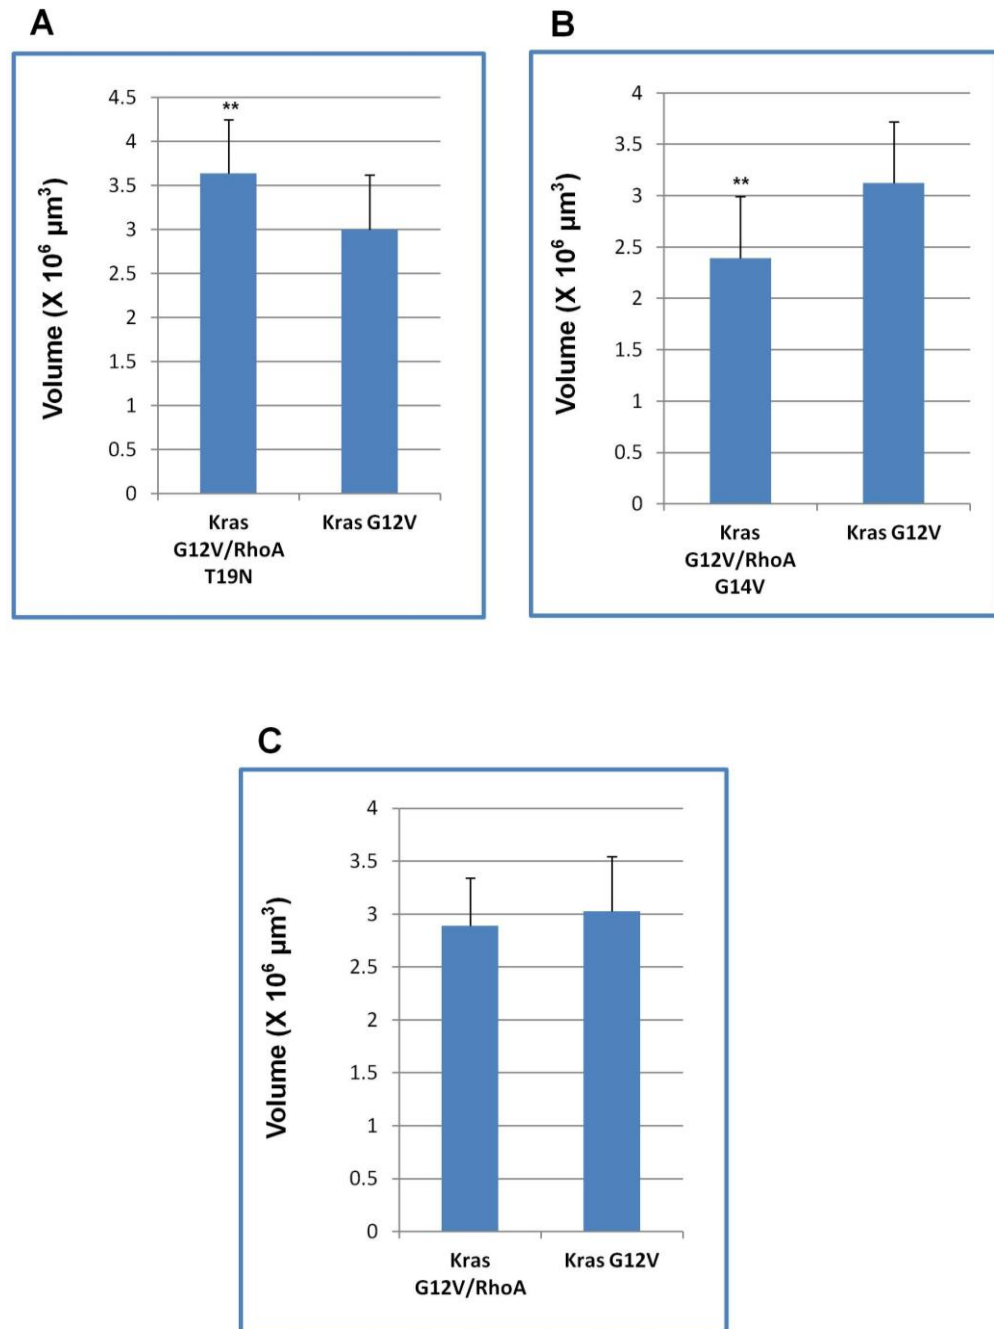 A
Volume (X 10⁶ µm³)
4.5
4
3.5
3
2.5
2
1.5
1
0.5
0
**
Kras
G12V/RhoA
T19N
Kras G12V
B
Volume (X 10⁶ µm³)
4
3.5
3
2.5
2
1.5
1
0.5
0
**
Kras
G12V/RhoA
G14V
Kras G12V
C
Volume (X 10⁶ µm³)
4
3.5
3
2.5
2
1.5
1
0.5
0
Kras
G12V/RhoA
Kras G12V